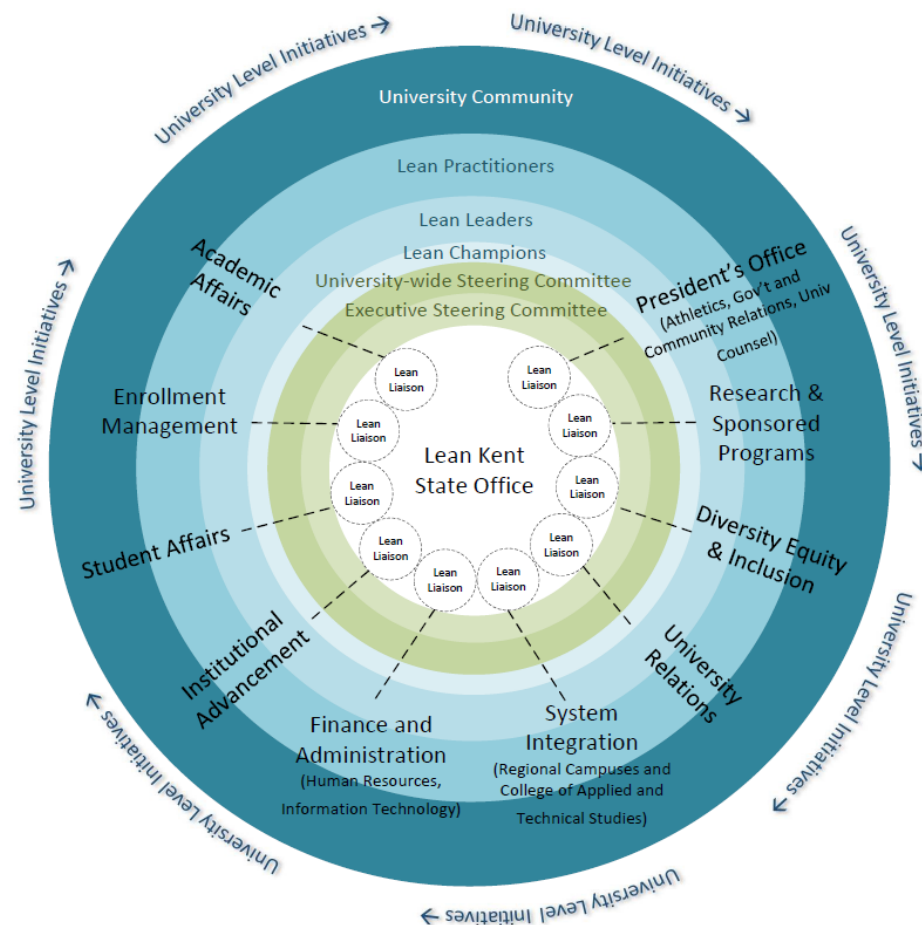 University Level Initiatives →
University Level Initiatives →
University Level Initiatives →
University Level Initiatives →
University Level Initiatives →
University Level Initiatives →
University Level Initiatives →
University Community
Lean Practitioners
Lean Leaders
Lean Champions
University-wide Steering Committee
Executive Steering Committee
Lean Kent
State Office
Academic
Affairs
Lean
Liaison
Enrollment
Management
Lean
Liaison
Student Affairs
Lean
Liaison
Institutional
Advancement
Lean
Liaison
Finance and
Administration
(Human Resources,
Information Technology)
Lean
Liaison
System
Integration
(Regional Campuses and
College of Applied and
Technical Studies)
Lean
Liaison
University
Relations
Lean
Liaison
Diversity Equity
& Inclusion
Lean
Liaison
Research &
Sponsored
Programs
Lean
Liaison
President's Office
(Athletics, Gov't and
Community Relations, Univ
Counsel)
Lean
Liaison